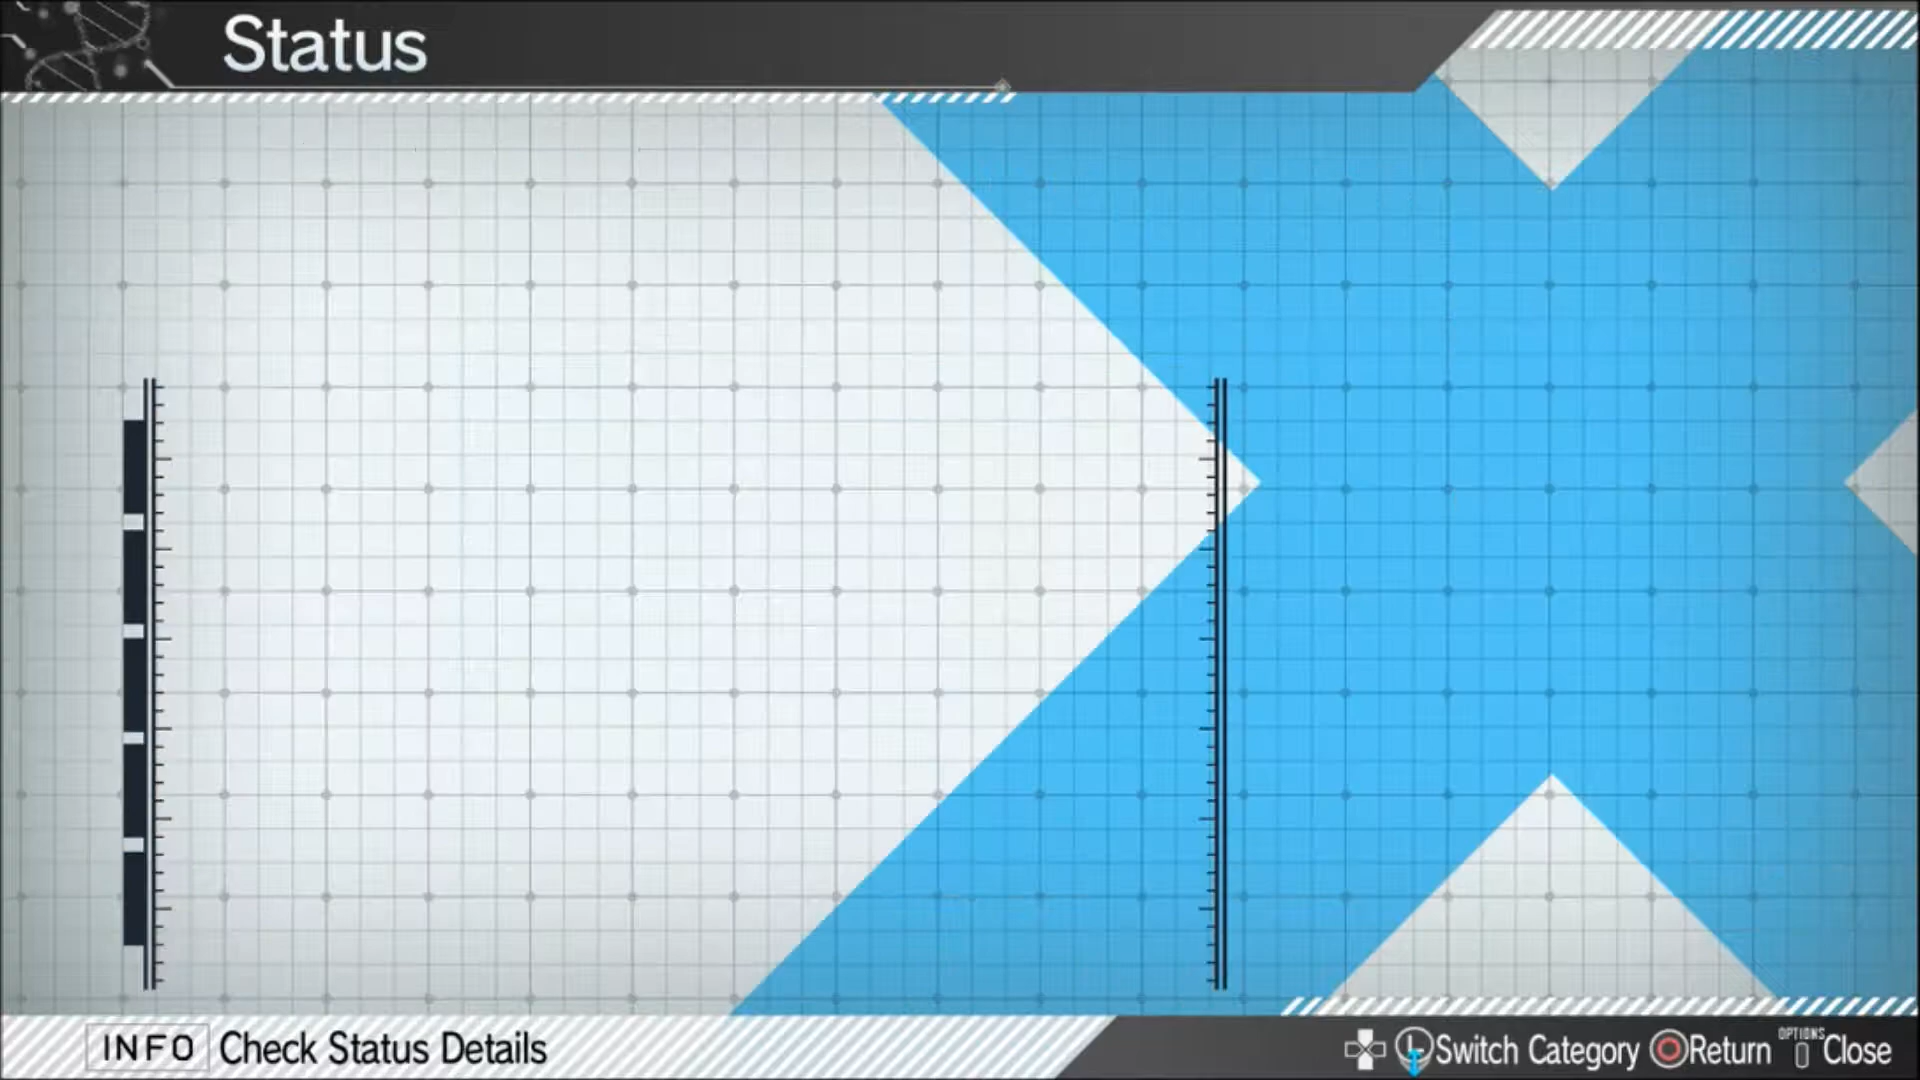 Status
INFO Check Status Details
L Switch Category Return OPTIONS Close